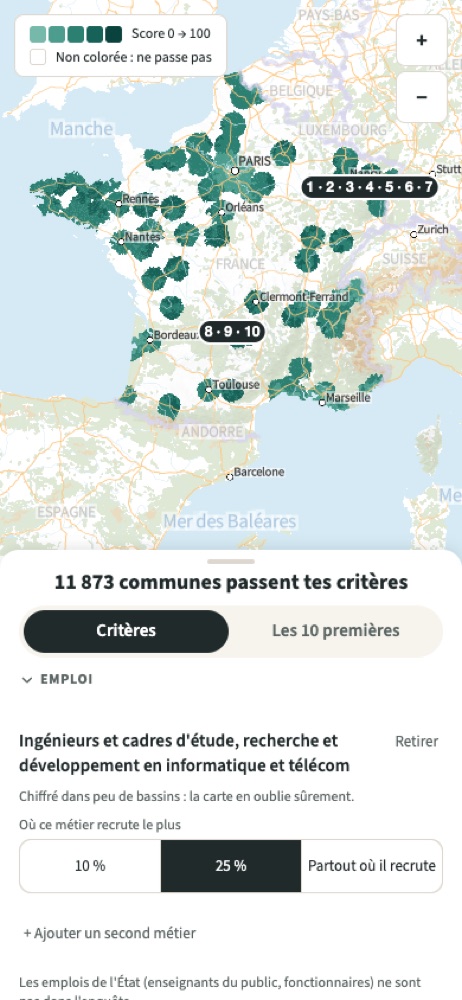 PAYS-BAS
+
Score 0 → 100
Non colorée : ne passe pas
BELGIQUE
−
Manche
LUXEMBOURG
PARIS
Stutt
1 · 2 · 3 · 4 · 5 · 6 · 7
Rennes
Orléans
Zurich
Nantes
FRANCE
SUISSE
Clermont-Ferrand
Bordeau
8 · 9 · 10
Toulouse
Marseille
ANDORRE
Barcelone
Me
ESPAGNE
Mer des Baléares
11 873 communes passent tes critères
Critères
Les 10 premières
EMPLOI
Ingénieurs et cadres d'étude, recherche et
développement en informatique et télécom
Retirer
Chiffré dans peu de bassins : la carte en oublie sûrement.
Où ce métier recrute le plus
10 %
25 %
Partout où il recrute
+ Ajouter un second métier
Les emplois de l'État (enseignants du public, fonctionnaires) ne sont